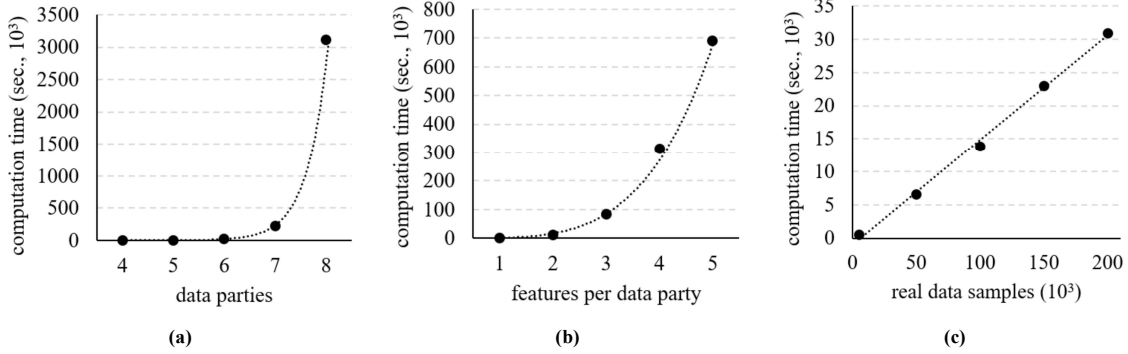 computation time (sec., 10³)
3500
3000
2500
2000
1500
1000
500
0
4 5 6 7 8
data parties
(a)
computation time (sec., 10³)
800
700
600
500
400
300
200
100
0
1 2 3 4 5
features per data party
(b)
computation time (sec., 10³)
35
30
25
20
15
10
5
0
0 50 100 150 200
real data samples (10³)
(c)